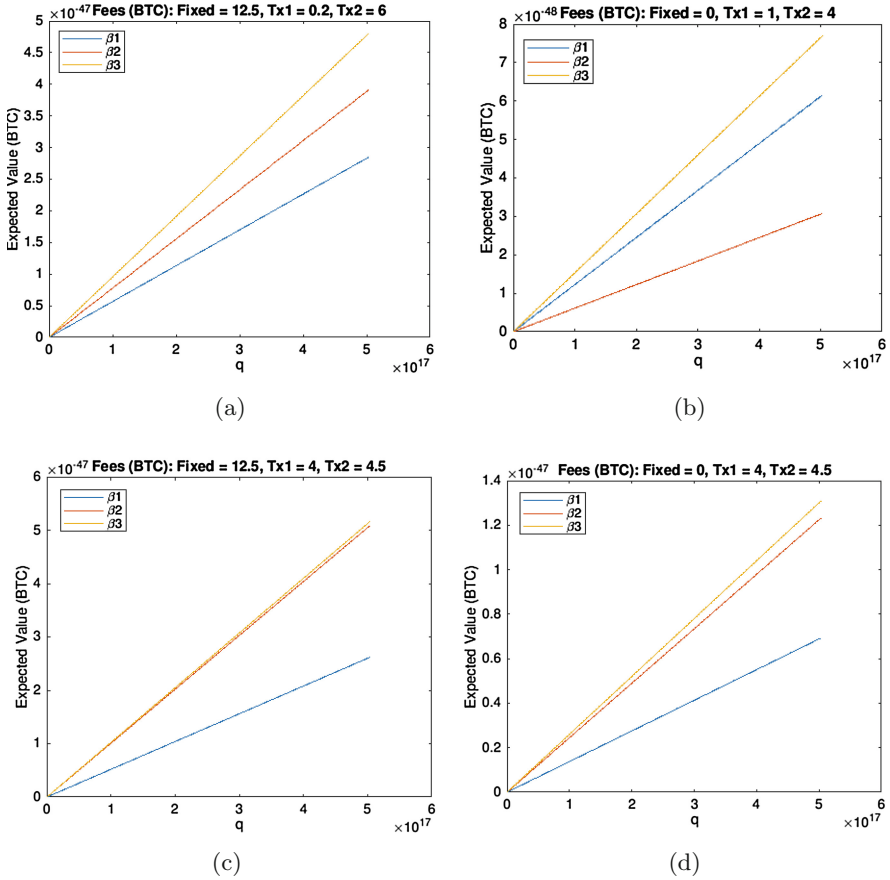 ×10⁻⁴⁷ Fees (BTC): Fixed = 12.5, Tx1 = 0.2, Tx2 = 6
5
4.5
4
3.5
3
2.5
2
1.5
1
0.5
0
Expected Value (BTC)
β1
β2
β3
0 1 2 3 4 5 6
q
×10¹⁷
(a)
×10⁻⁴⁸ Fees (BTC): Fixed = 0, Tx1 = 1, Tx2 = 4
8
7
6
5
4
3
2
1
0
Expected Value (BTC)
β1
β2
β3
0 1 2 3 4 5 6
q
×10¹⁷
(b)
×10⁻⁴⁷ Fees (BTC): Fixed = 12.5, Tx1 = 4, Tx2 = 4.5
6
5
4
3
2
1
0
Expected Value (BTC)
β1
β2
β3
0 1 2 3 4 5 6
q
×10¹⁷
(c)
×10⁻⁴⁷ Fees (BTC): Fixed = 0, Tx1 = 4, Tx2 = 4.5
1.4
1.2
1
0.8
0.6
0.4
0.2
0
Expected Value (BTC)
β1
β2
β3
0 1 2 3 4 5 6
q
×10¹⁷
(d)